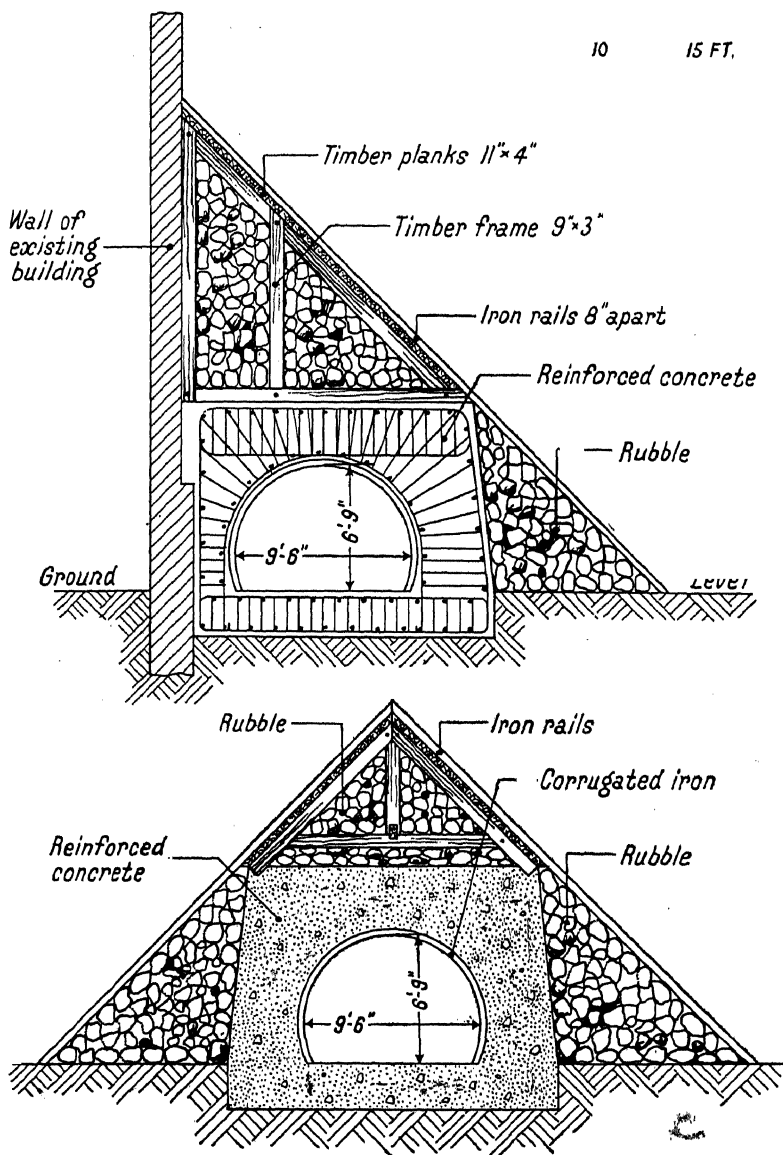 10 15 FT.
Timber planks 11"×4"
Wall of
existing
building
Timber frame 9"×3"
Iron rails 8" apart
Reinforced concrete
Rubble
6'-9"
9'-6"
Ground
Level
Rubble
Iron rails
Corrugated iron
Reinforced
concrete
Rubble
6'-9"
9'-6"